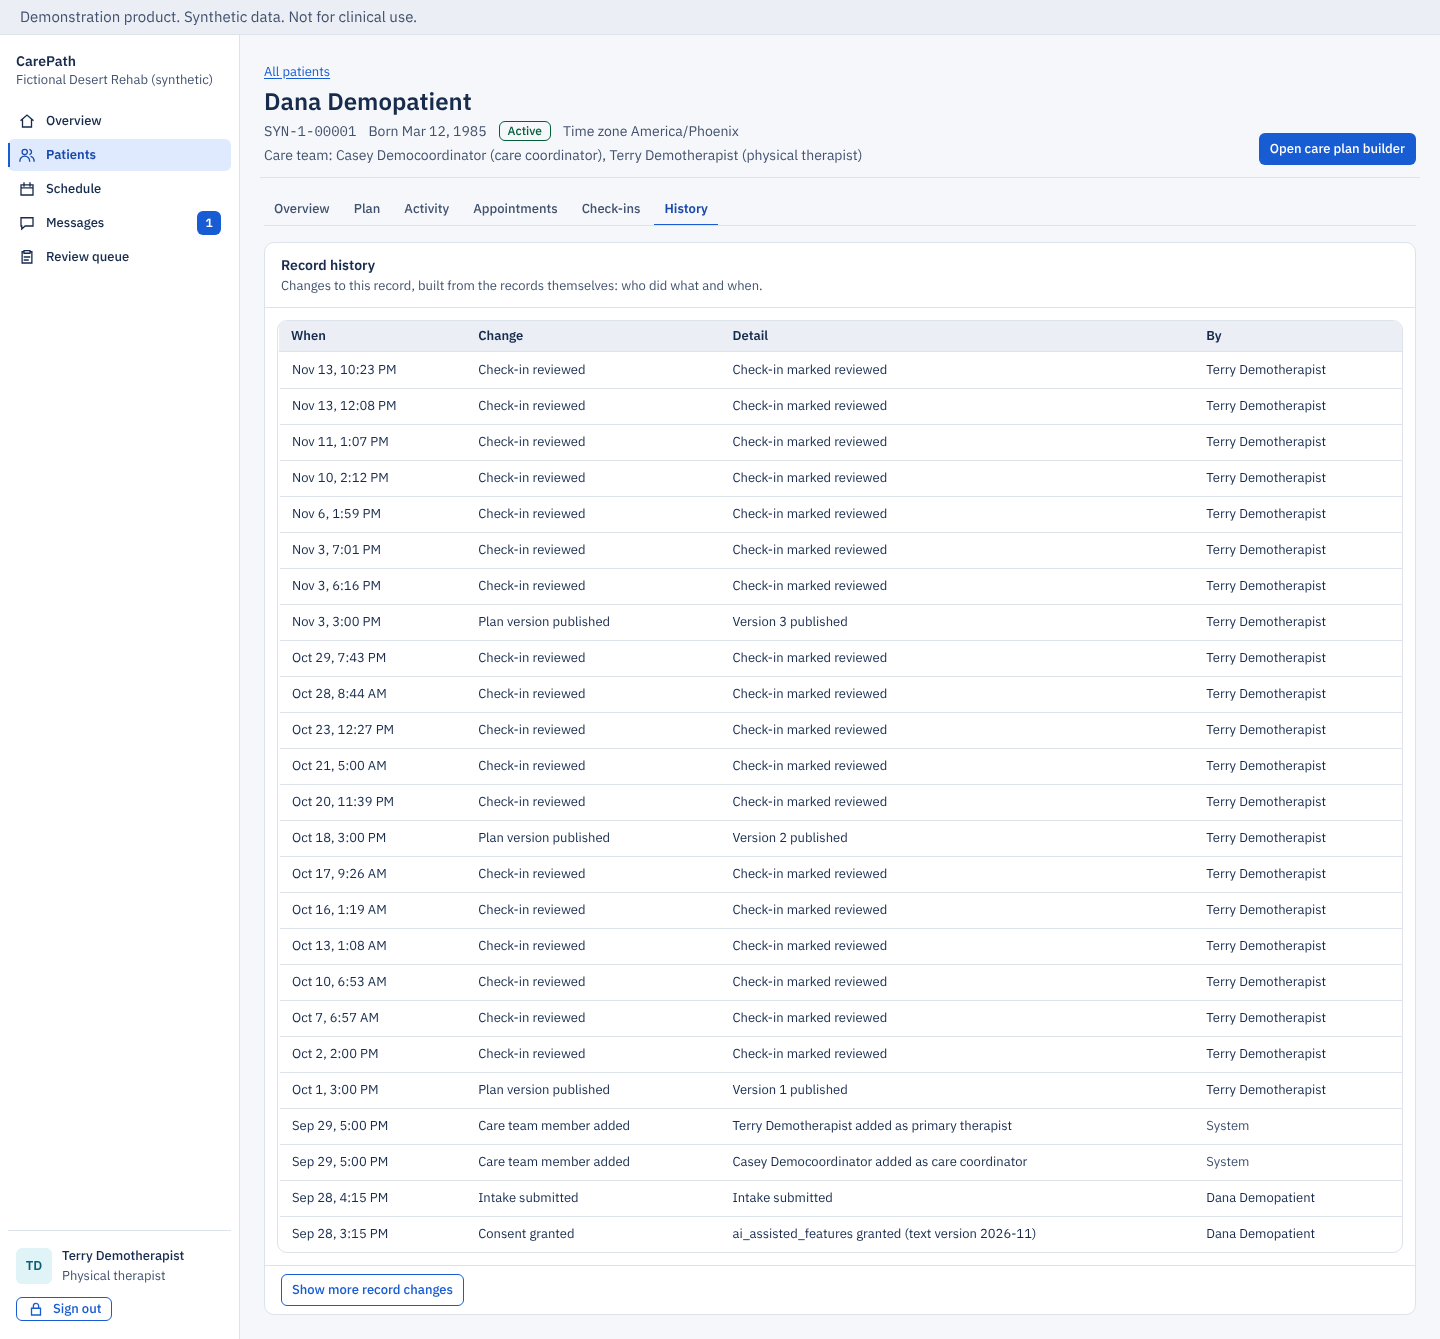 Demonstration product. Synthetic data. Not for clinical use.
CarePath
Fictional Desert Rehab (synthetic)
Overview
Patients
Schedule
Messages 1
Review queue
All patients
Dana Demopatient
SYN-1-00001 Born Mar 12, 1985 Active Time zone America/Phoenix
Care team: Casey Democoordinator (care coordinator), Terry Demotherapist (physical therapist)
Open care plan builder
Overview Plan Activity Appointments Check-ins History
Record history
Changes to this record, built from the records themselves: who did what and when.
When Change Detail By
Nov 13, 10:23 PM Check-in reviewed Check-in marked reviewed Terry Demotherapist
Nov 13, 12:08 PM Check-in reviewed Check-in marked reviewed Terry Demotherapist
Nov 11, 1:07 PM Check-in reviewed Check-in marked reviewed Terry Demotherapist
Nov 10, 2:12 PM Check-in reviewed Check-in marked reviewed Terry Demotherapist
Nov 6, 1:59 PM Check-in reviewed Check-in marked reviewed Terry Demotherapist
Nov 3, 7:01 PM Check-in reviewed Check-in marked reviewed Terry Demotherapist
Nov 3, 6:16 PM Check-in reviewed Check-in marked reviewed Terry Demotherapist
Nov 3, 3:00 PM Plan version published Version 3 published Terry Demotherapist
Oct 29, 7:43 PM Check-in reviewed Check-in marked reviewed Terry Demotherapist
Oct 28, 8:44 AM Check-in reviewed Check-in marked reviewed Terry Demotherapist
Oct 23, 12:27 PM Check-in reviewed Check-in marked reviewed Terry Demotherapist
Oct 21, 5:00 AM Check-in reviewed Check-in marked reviewed Terry Demotherapist
Oct 20, 11:39 PM Check-in reviewed Check-in marked reviewed Terry Demotherapist
Oct 18, 3:00 PM Plan version published Version 2 published Terry Demotherapist
Oct 17, 9:26 AM Check-in reviewed Check-in marked reviewed Terry Demotherapist
Oct 16, 1:19 AM Check-in reviewed Check-in marked reviewed Terry Demotherapist
Oct 13, 1:08 AM Check-in reviewed Check-in marked reviewed Terry Demotherapist
Oct 10, 6:53 AM Check-in reviewed Check-in marked reviewed Terry Demotherapist
Oct 7, 6:57 AM Check-in reviewed Check-in marked reviewed Terry Demotherapist
Oct 2, 2:00 PM Check-in reviewed Check-in marked reviewed Terry Demotherapist
Oct 1, 3:00 PM Plan version published Version 1 published Terry Demotherapist
Sep 29, 5:00 PM Care team member added Terry Demotherapist added as primary therapist System
Sep 29, 5:00 PM Care team member added Casey Democoordinator added as care coordinator System
Sep 28, 4:15 PM Intake submitted Intake submitted Dana Demopatient
Sep 28, 3:15 PM Consent granted ai_assisted_features granted (text version 2026-11) Dana Demopatient
Show more record changes
TD
Terry Demotherapist
Physical therapist
Sign out